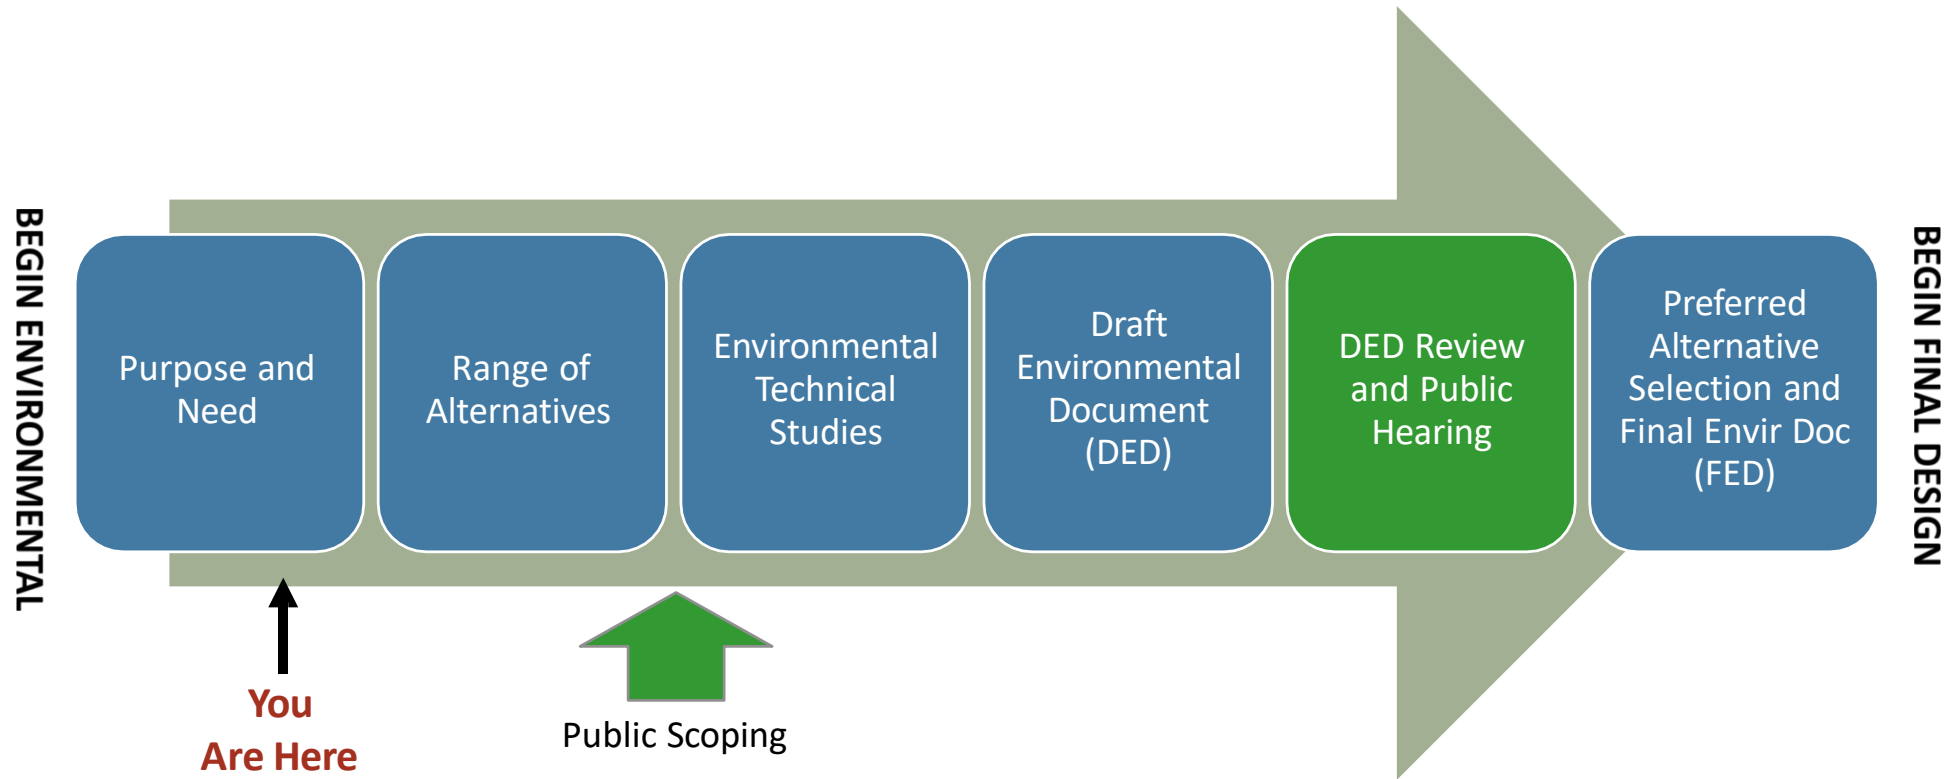 BEGIN ENVIRONMENTAL
Purpose and
Need
Range of
Alternatives
Environmental
Technical
Studies
Draft
Environmental
Document
(DED)
DED Review
and Public
Hearing
Preferred
Alternative
Selection and
Final Envir Doc
(FED)
BEGIN FINAL DESIGN
You
Are Here
Public Scoping